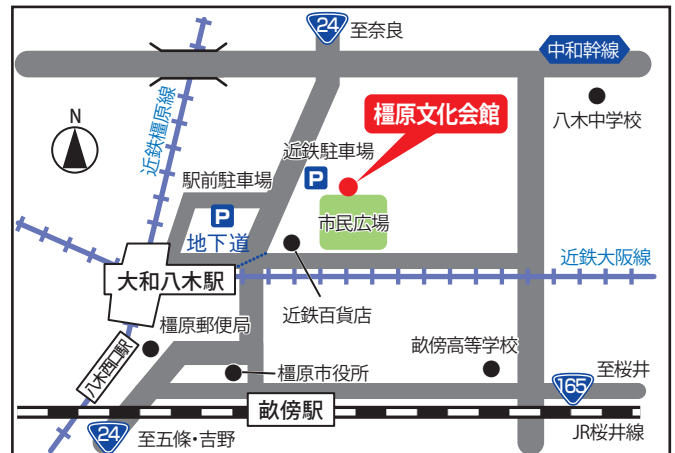 24
至奈良
中和幹線
橿原文化会館
八木中学校
N
近鉄橿原線
近鉄駐車場
P
駅前駐車場
P
地下道
市民広場
大和八木駅
近鉄大阪線
近鉄百貨店
橿原郵便局
八木西口駅
畝傍高等学校
橿原市役所
至桜井
165
畝傍駅
24
至五條・吉野
JR桜井線